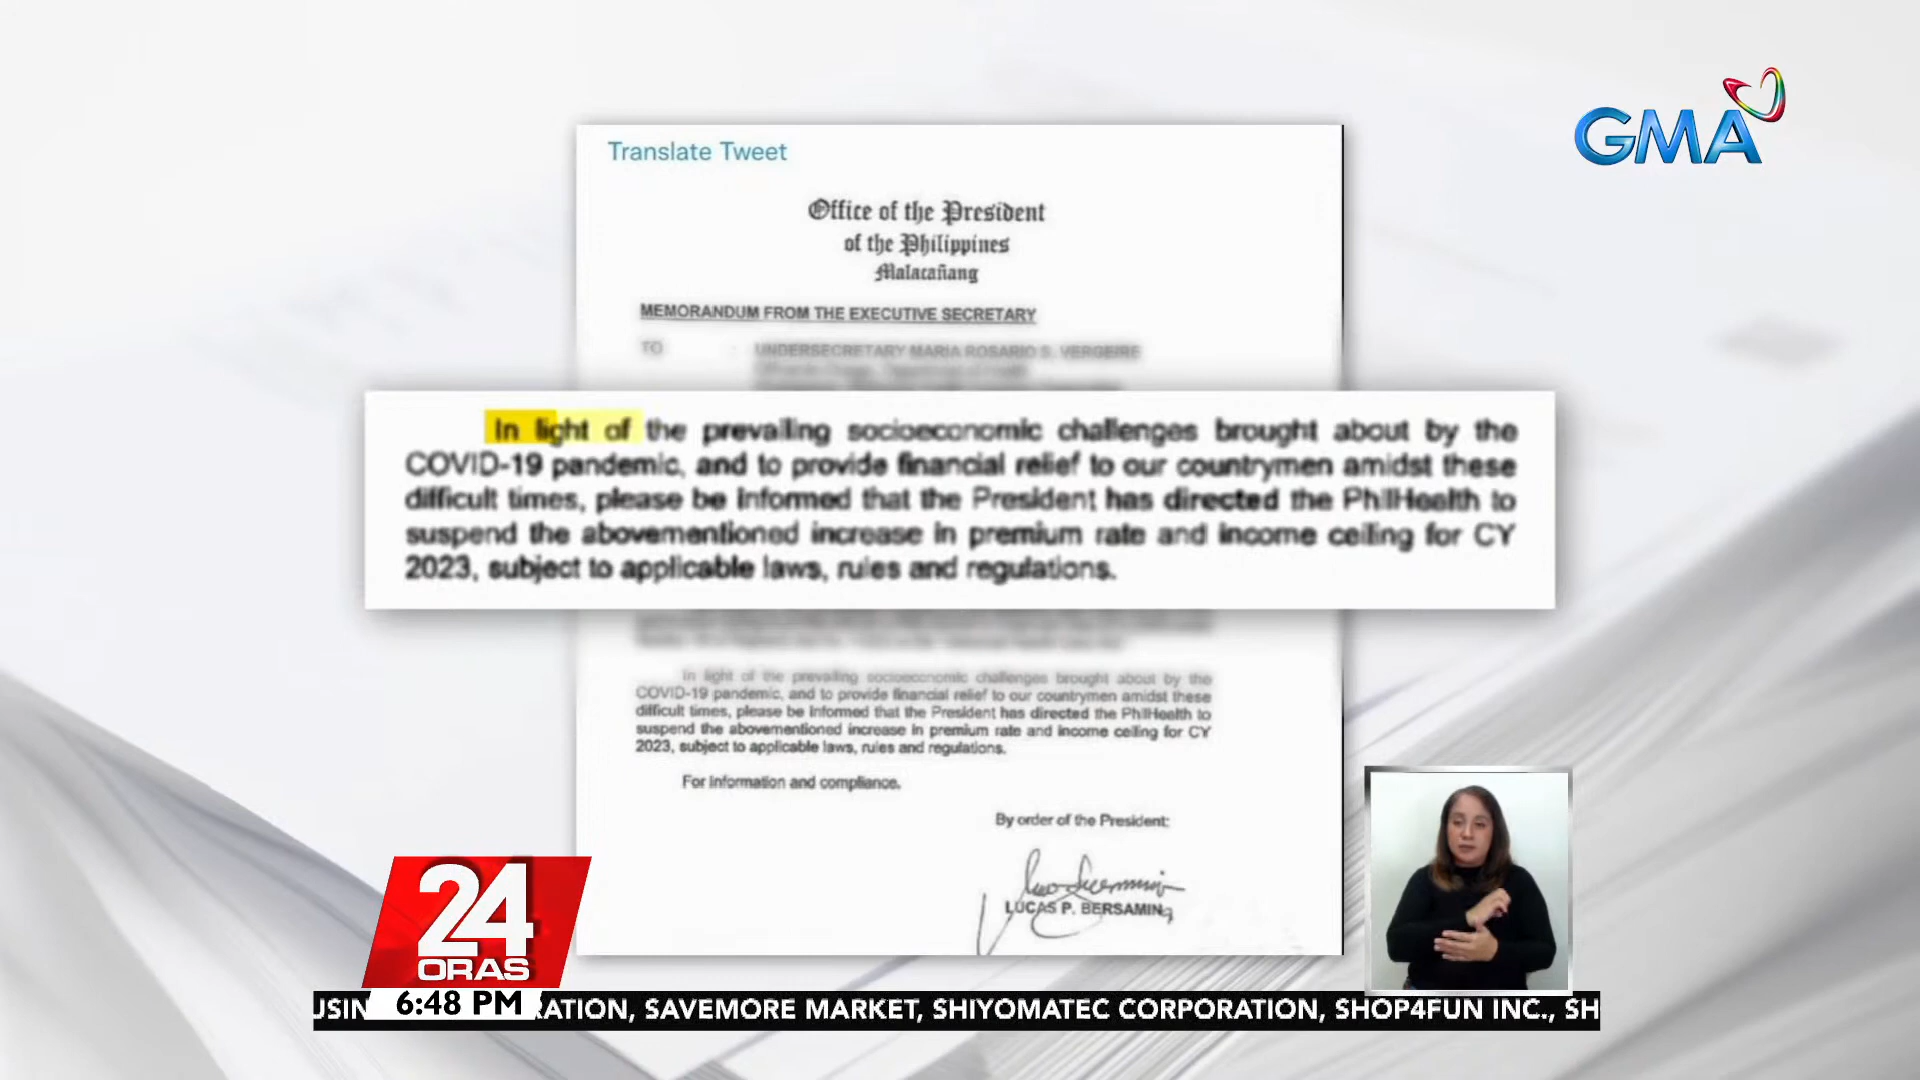 GMA
Translate Tweet
Office of the President
of the Philippines
Malacañang
MEMORANDUM FROM THE EXECUTIVE SECRETARY
TO : UNDERSECRETARY MARIA ROSARIO S. VERGEIRE
In light of the prevailing socioeconomic challenges brought about by the
COVID-19 pandemic, and to provide financial relief to our countrymen amidst these
difficult times, please be informed that the President has directed the PhilHealth to
suspend the abovementioned increase in premium rate and income ceiling for CY
2023, subject to applicable laws, rules and regulations.
In light of the prevailing socioeconomic challenges brought about by the
COVID-19 pandemic, and to provide financial relief to our countrymen amidst these
difficult times, please be informed that the President has directed the PhilHealth to
suspend the abovementioned increase in premium rate and income ceiling for CY
2023, subject to applicable laws, rules and regulations.
For information and compliance.
By order of the President:
LUCAS P. BERSAMIN
24
ORAS
6:48 PM
USIN RATION, SAVEMORE MARKET, SHIYOMATEC CORPORATION, SHOP4FUN INC., SH